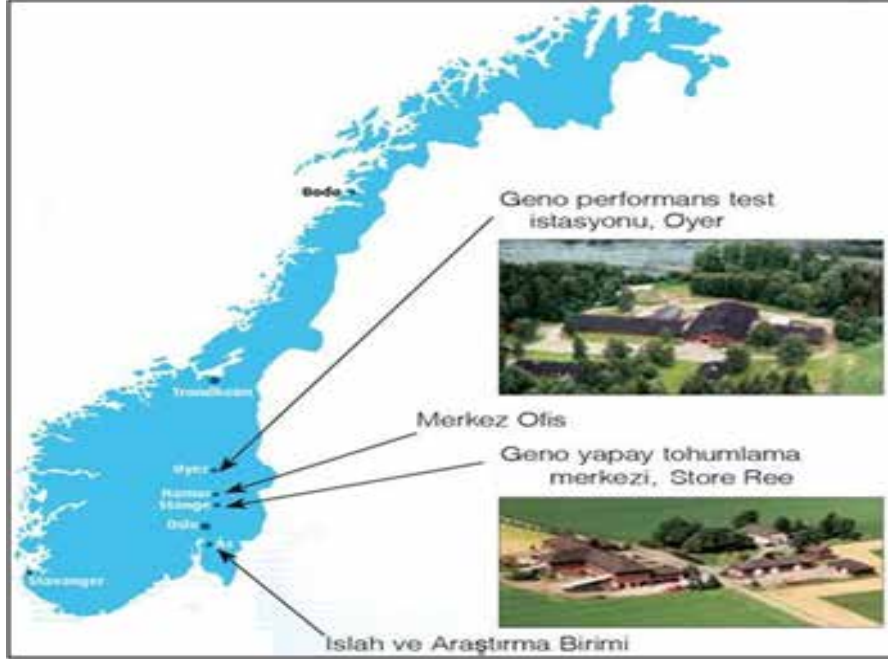 Bodø
Geno performans test
istasyonu, Oyer
Trondheim
Merkez Ofis
Øyer
Geno yapay tohumlama
merkezi, Store Ree
Hamar
Stange
Oslo
Ås
Stavanger
Islah ve Araştırma Birimi